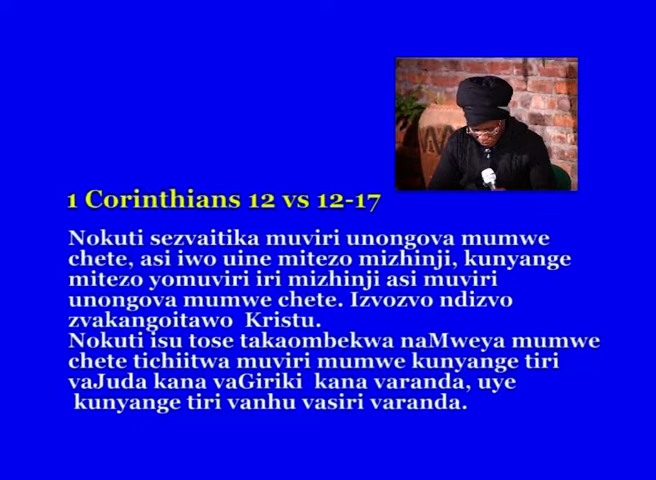 1 Corinthians 12 vs 12-17
Nokuti sezvaitika muviri unongova mumwe
chete, asi iwo uine mitezo mizhinji, kunyange
mitezo yomuviri iri mizhinji asi muviri
unongova mumwe chete. Izvozvo ndizvo
zvakangoitawo Kristu.
Nokuti isu tose takaombekwa naMweya mumwe
chete tichiitwa muviri mumwe kunyange tiri
vaJuda kana vaGiriki kana varanda, uye
kunyange tiri vanhu vasiri varanda.